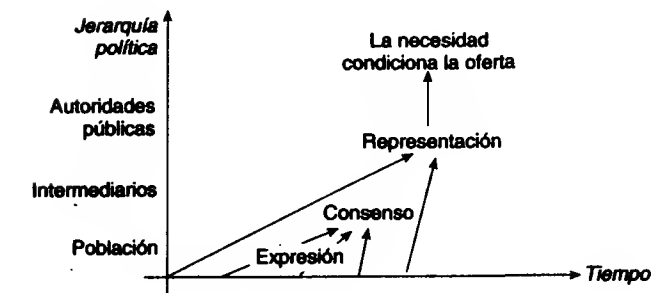 Jerarquía
política
La necesidad
condiciona la oferta
Autoridades
públicas
Representación
Intermediarios
Consenso
Población
Expresión
Tiempo